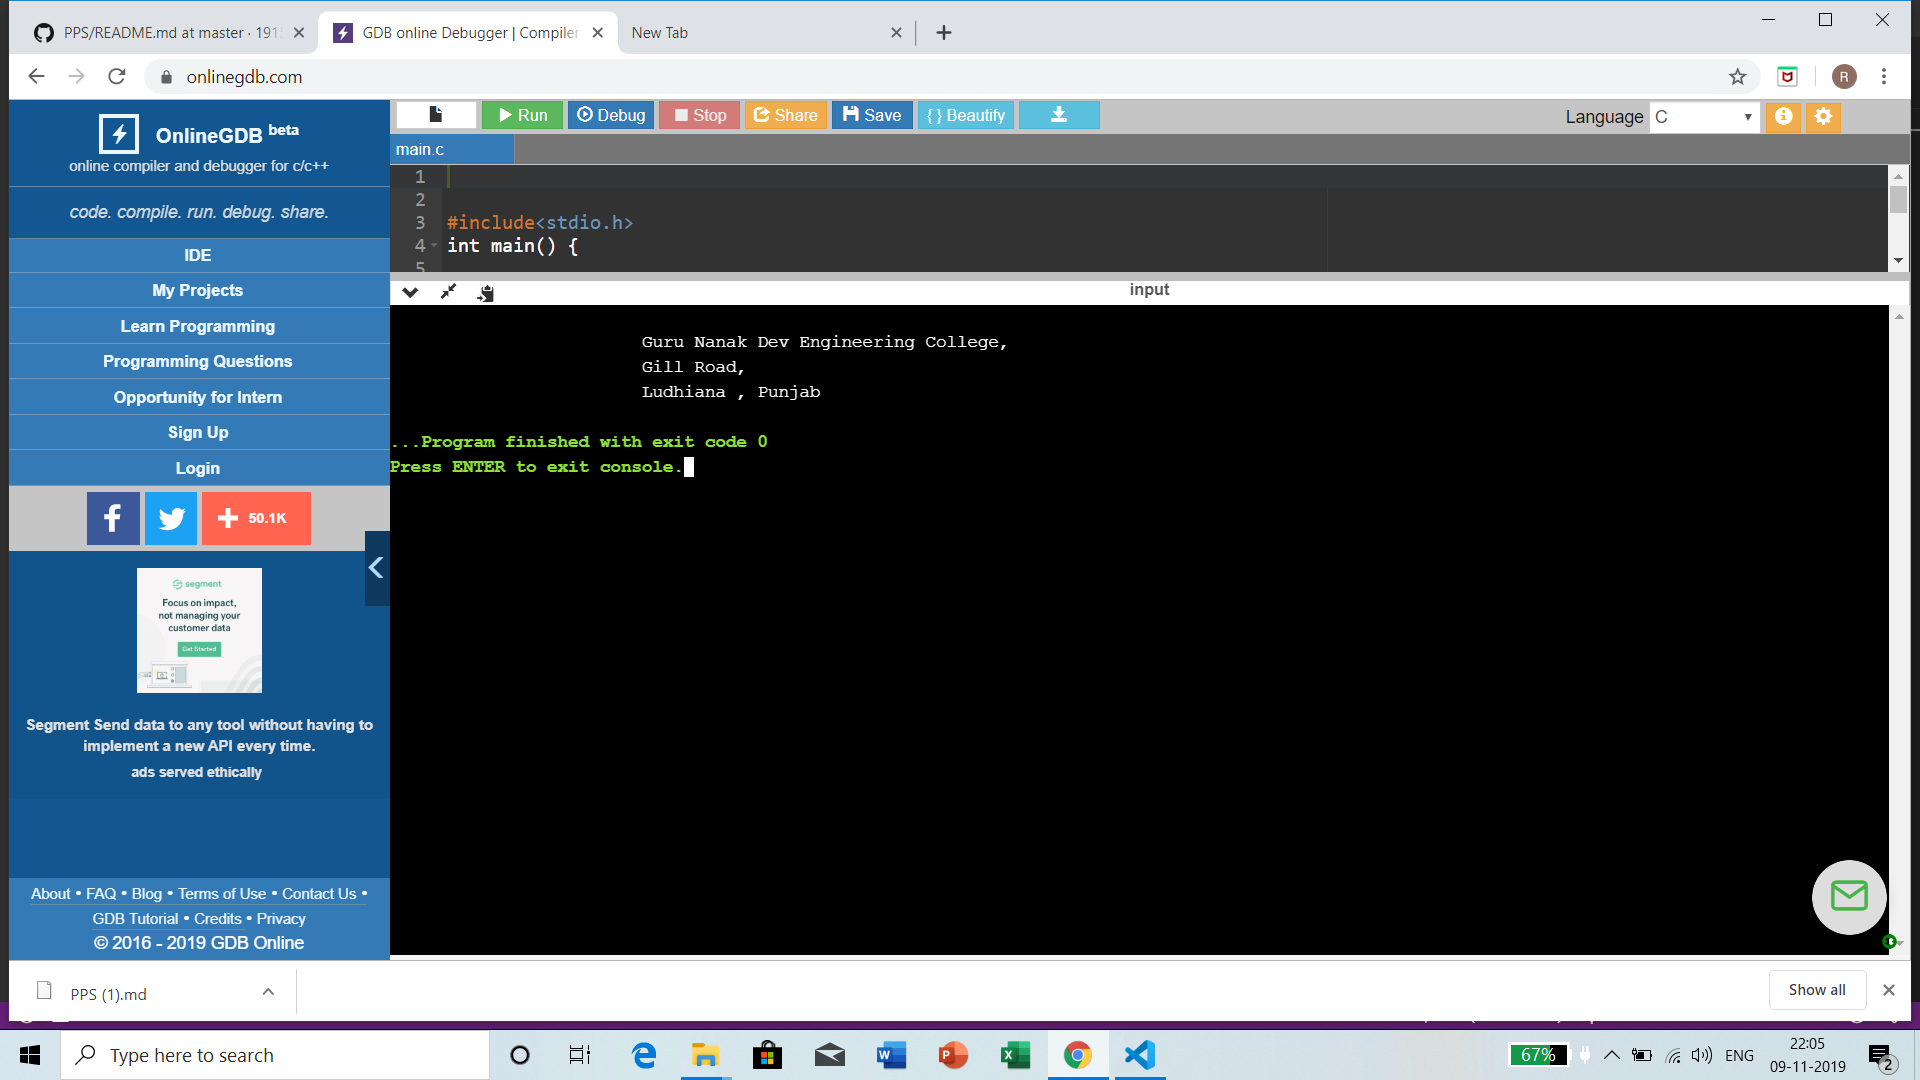 PPS/README.md at master · 191
GDB online Debugger | Compiler
New Tab
onlinegdb.com
R
OnlineGDB beta
online compiler and debugger for c/c++
code. compile. run. debug. share.
IDE
My Projects
Learn Programming
Programming Questions
Opportunity for Intern
Sign Up
Login
50.1K
segment
Focus on impact,
not managing your
customer data
Get Started
Segment Send data to any tool without having to
implement a new API every time.
ads served ethically
About • FAQ • Blog • Terms of Use • Contact Us •
GDB Tutorial • Credits • Privacy
© 2016 - 2019 GDB Online
Run
Debug
Stop
Share
Save
{ } Beautify
Language C
main.c
1
2
3 #include<stdio.h>
4 int main() {
5
input
Guru Nanak Dev Engineering College,
Gill Road,
Ludhiana , Punjab
...Program finished with exit code 0
Press ENTER to exit console.
PPS (1).md
Show all
Type here to search
67%
ENG
22:05
09-11-2019
2